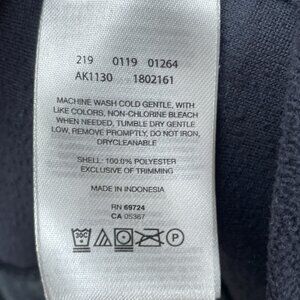 219 0119 01264
AK1130 1802161
MACHINE WASH COLD GENTLE, WITH
LIKE COLORS, NON-CHLORINE BLEACH
WHEN NEEDED, TUMBLE DRY GENTLE
LOW, REMOVE PROMPTLY, DO NOT IRON,
DRYCLEANABLE
SHELL: 100.0% POLYESTER
EXCLUSIVE OF TRIMMING
MADE IN INDONESIA
RN 69724
CA 05367
30C P